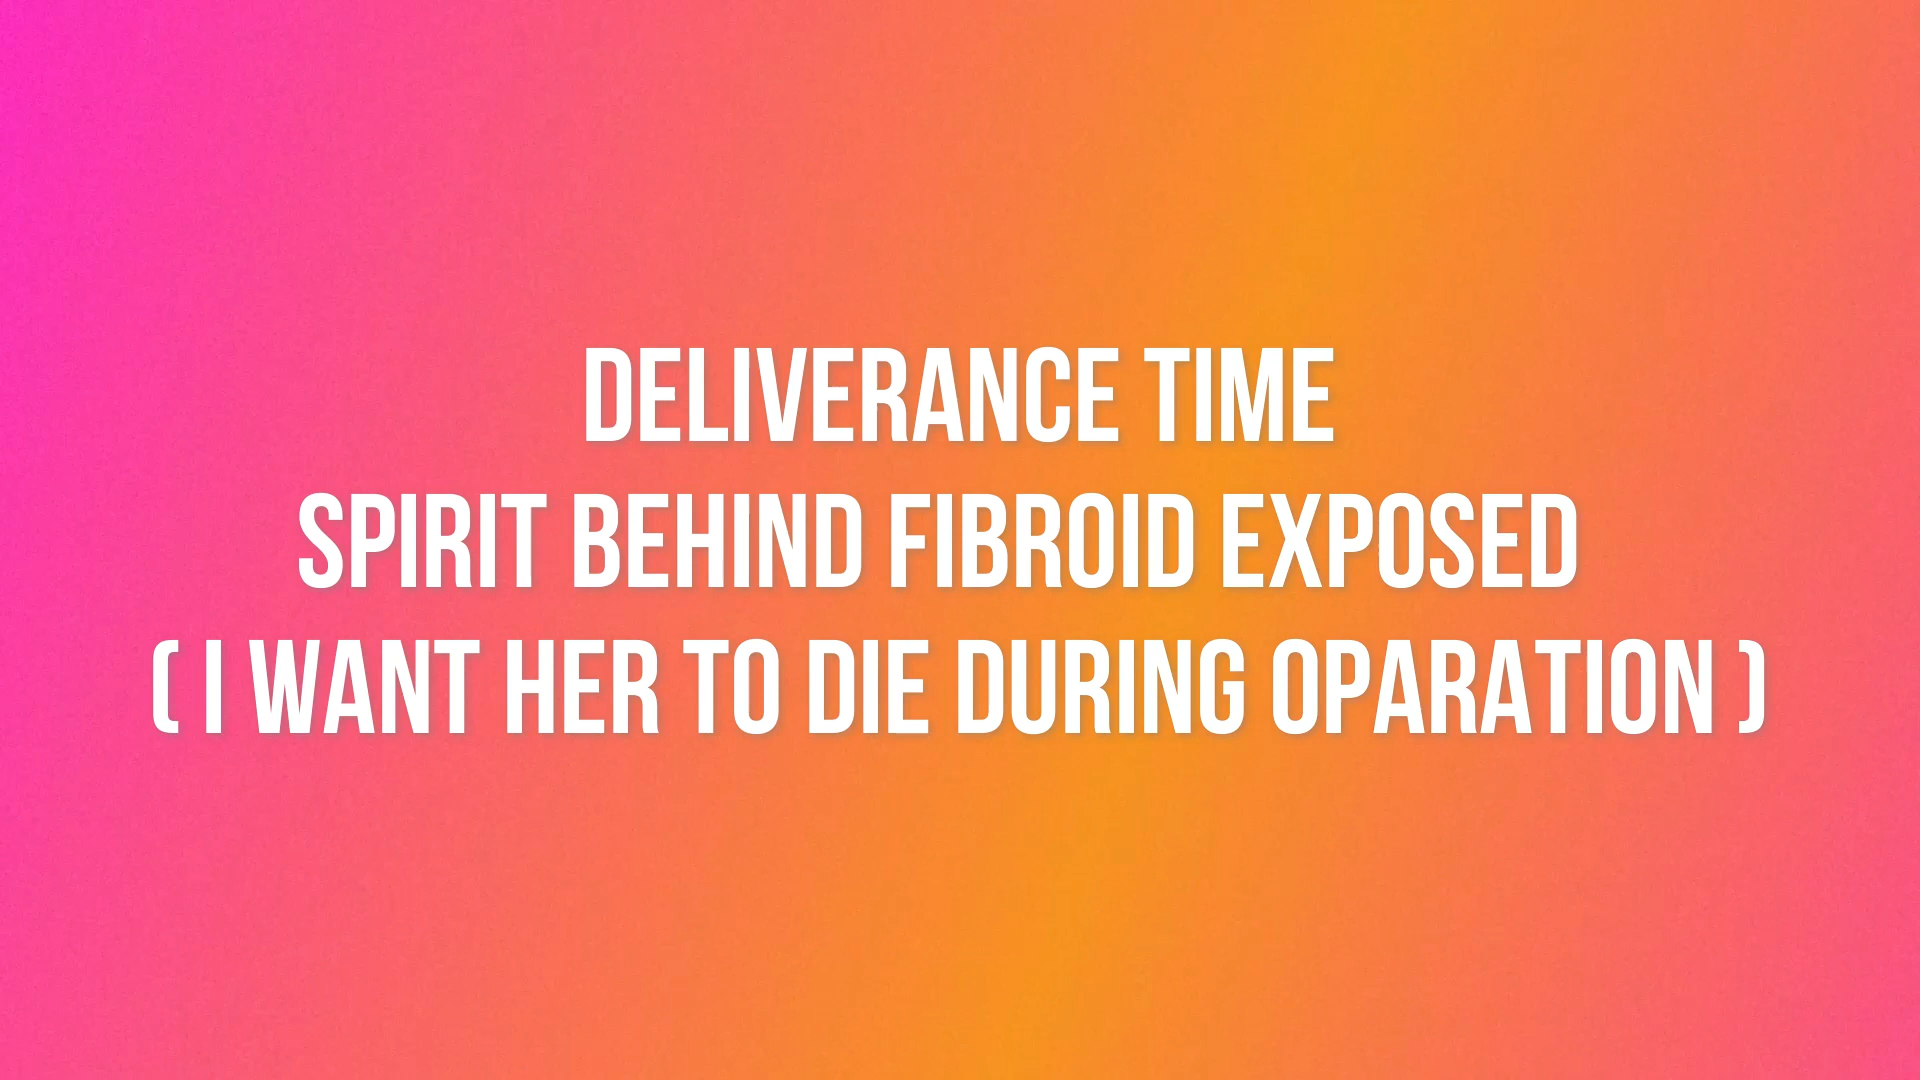 DELIVERANCE TIME
SPIRIT BEHIND FIBROID EXPOSED
( I WANT HER TO DIE DURING OPARATION )